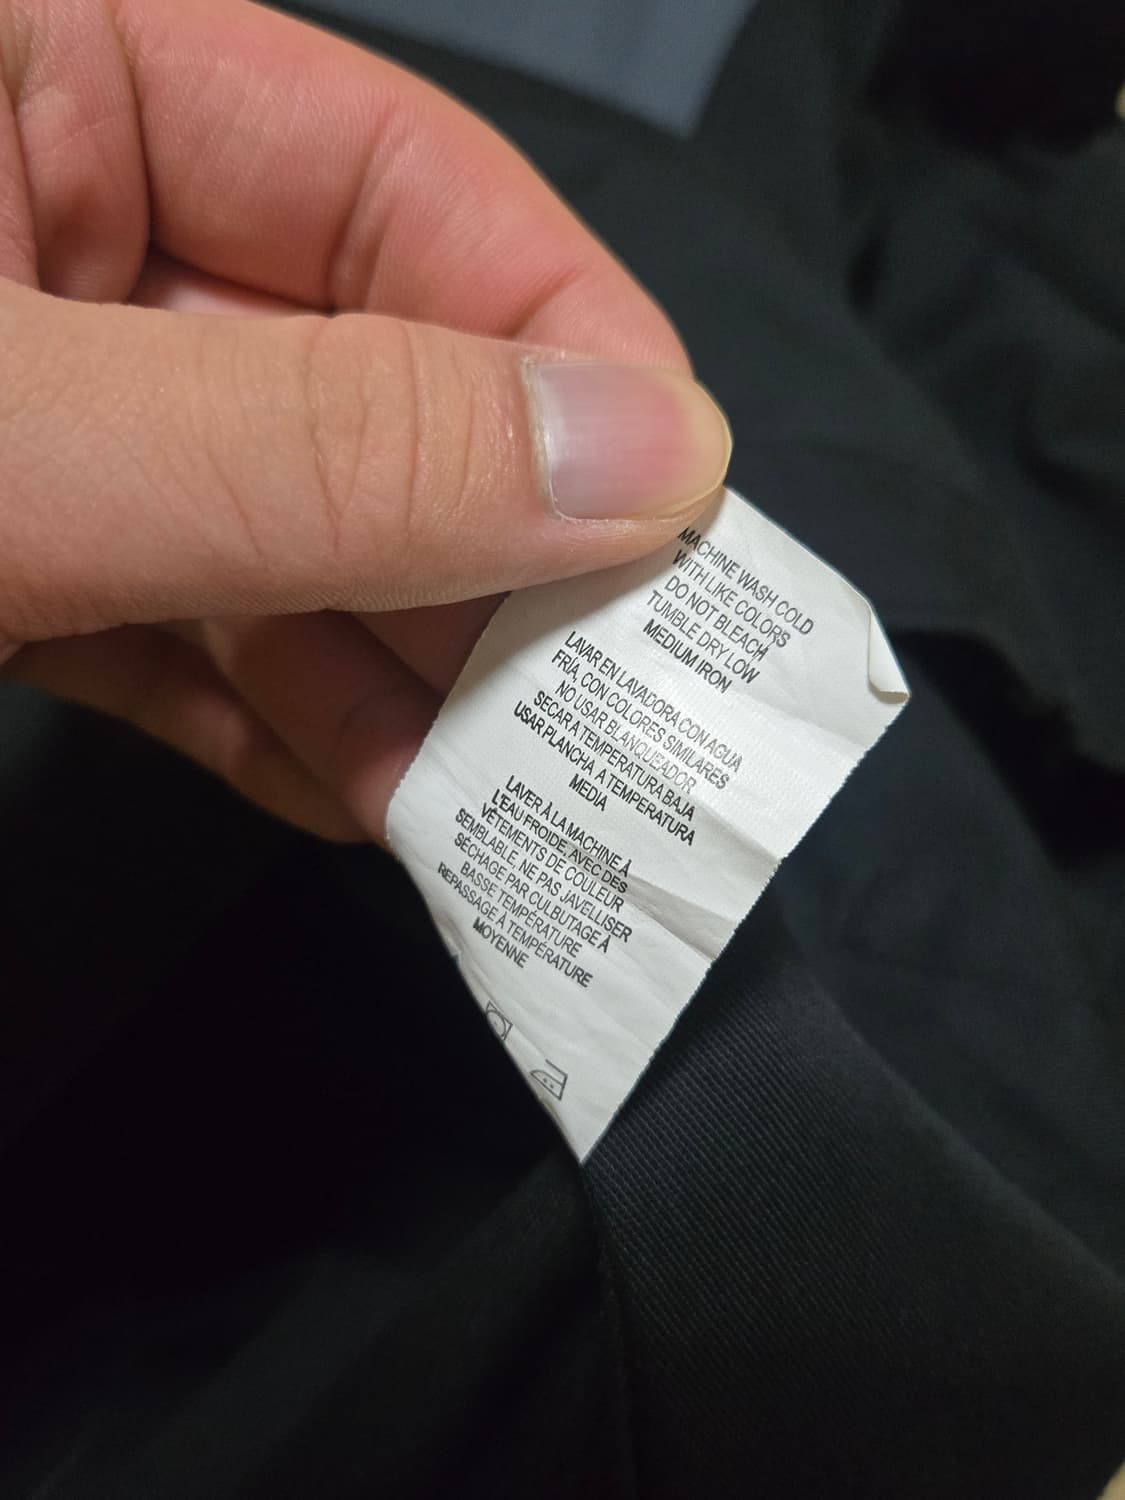 MACHINE WASH COLD
WITH LIKE COLORS
DO NOT BLEACH
TUMBLE DRY LOW
MEDIUM IRON
LAVAR EN LAVADORA CON AGUA
FRÍA, CON COLORES SIMILARES
NO USAR BLANQUEADOR
SECAR A TEMPERATURA BAJA
USAR PLANCHA A TEMPERATURA
MEDIA
LAVER À LA MACHINE À
L'EAU FROIDE AVEC DES
VÊTEMENTS DE COULEUR
SEMBLABLE, NE PAS JAVELLISER
SÉCHAGE PAR CULBUTAGE À
BASSE TEMPÉRATURE
REPASSAGE À TEMPÉRATURE
MOYENNE